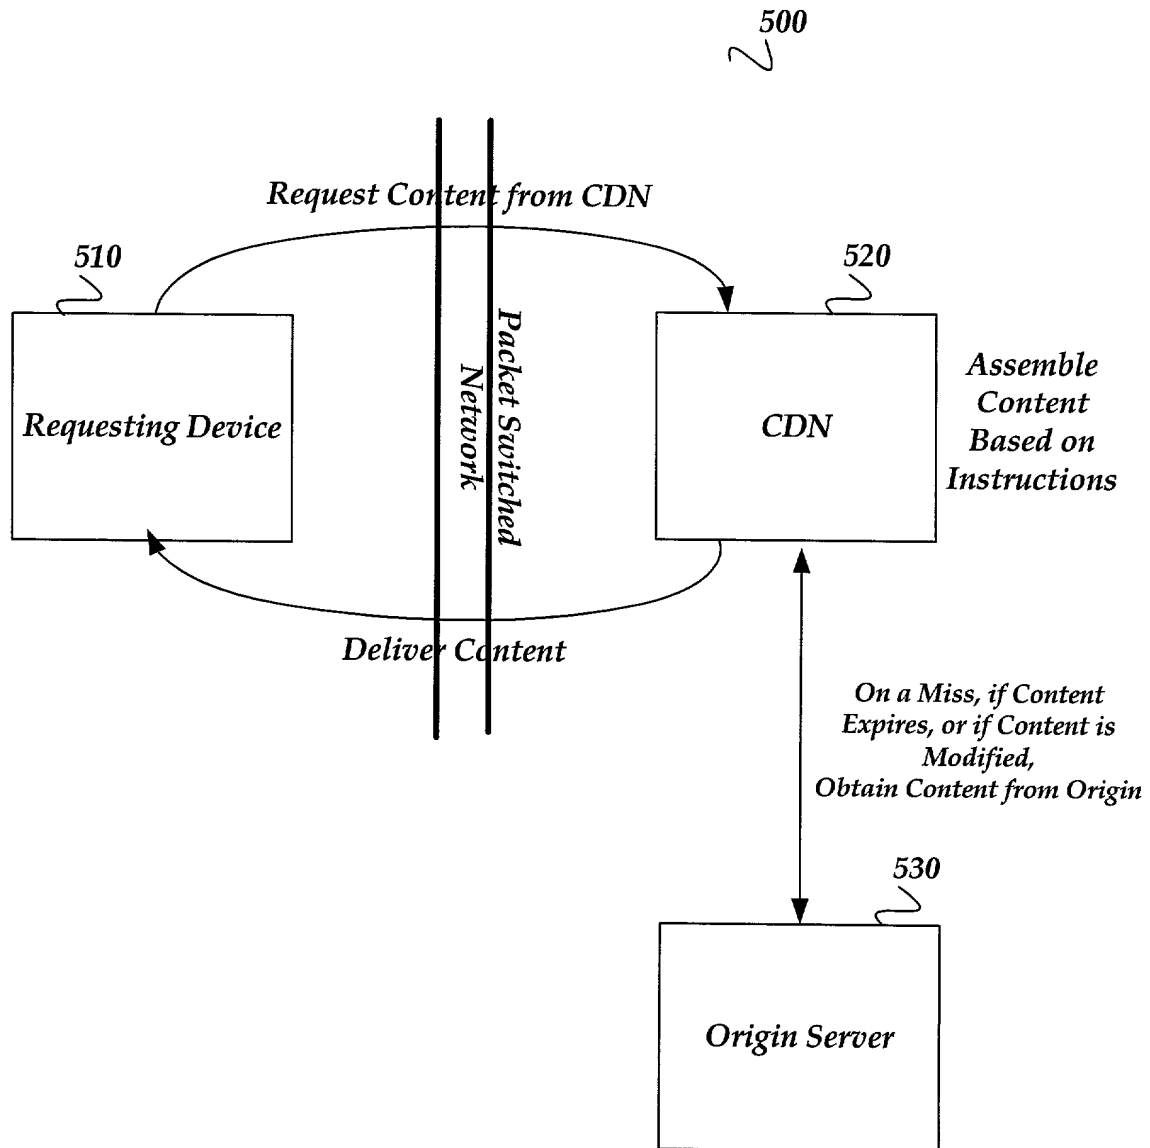 500
Request Content from CDN
510
520
Requesting Device
Packet Switched
Network
CDN
Assemble
Content
Based on
Instructions
Deliver Content
On a Miss, if Content
Expires, or if Content is
Modified,
Obtain Content from Origin
530
Origin Server